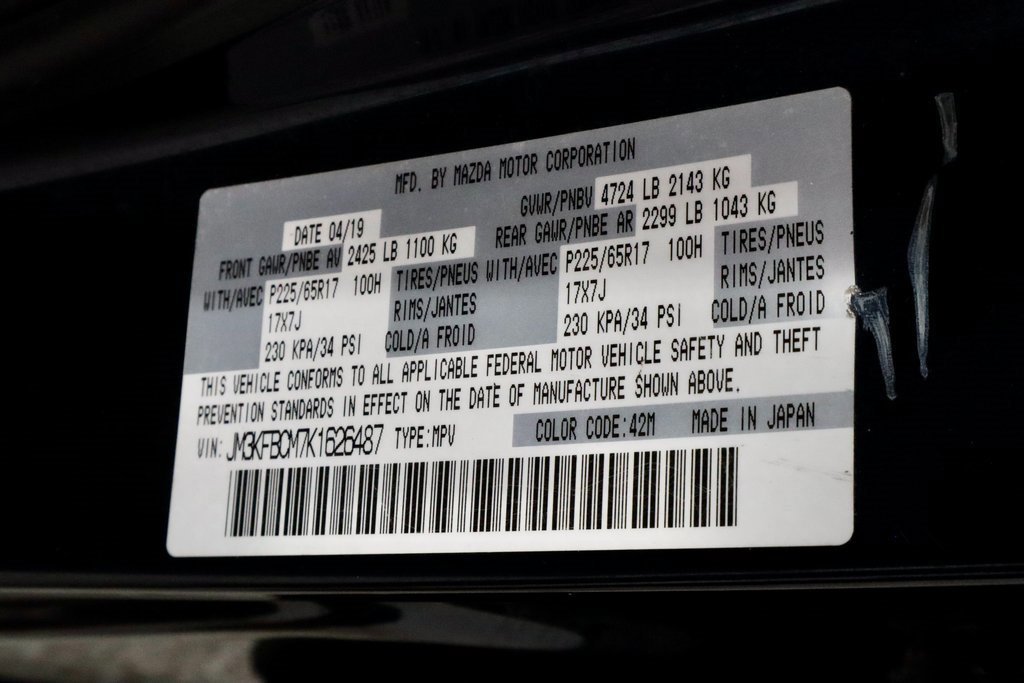 MFD. BY MAZDA MOTOR CORPORATION
DATE 04/19 GVWR/PNBV 4724 LB 2143 KG
FRONT GAWR/PNBE AV 2425 LB 1100 KG REAR GAWR/PNBE AR 2299 LB 1043 KG
WITH/AVEC P225/65R17 100H TIRES/PNEUS WITH/AVEC P225/65R17 100H TIRES/PNEUS
17X7J RIMS/JANTES 17X7J RIMS/JANTES
230 KPA/34 PSI COLD/A FROID 230 KPA/34 PSI COLD/A FROID
THIS VEHICLE CONFORMS TO ALL APPLICABLE FEDERAL MOTOR VEHICLE SAFETY AND THEFT
PREVENTION STANDARDS IN EFFECT ON THE DATE OF MANUFACTURE SHOWN ABOVE.
VIN: JM3KFBCM7K1626487 TYPE:MPV COLOR CODE:42M MADE IN JAPAN